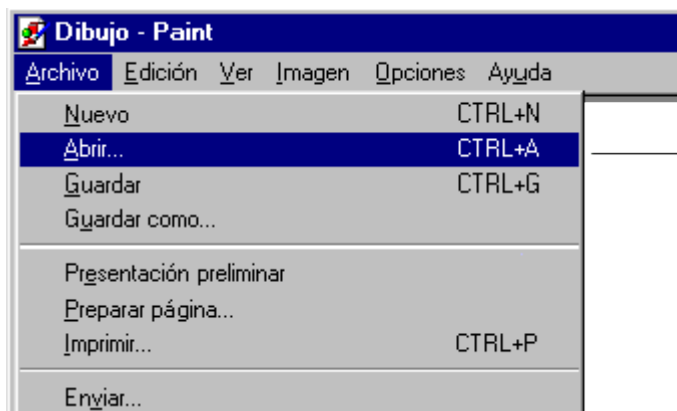 Dibujo - Paint
Archivo Edición Ver Imagen Opciones Ayuda
Nuevo CTRL+N
Abrir... CTRL+A
Guardar CTRL+G
Guardar como...
Presentación preliminar
Preparar página...
Imprimir... CTRL+P
Enviar...